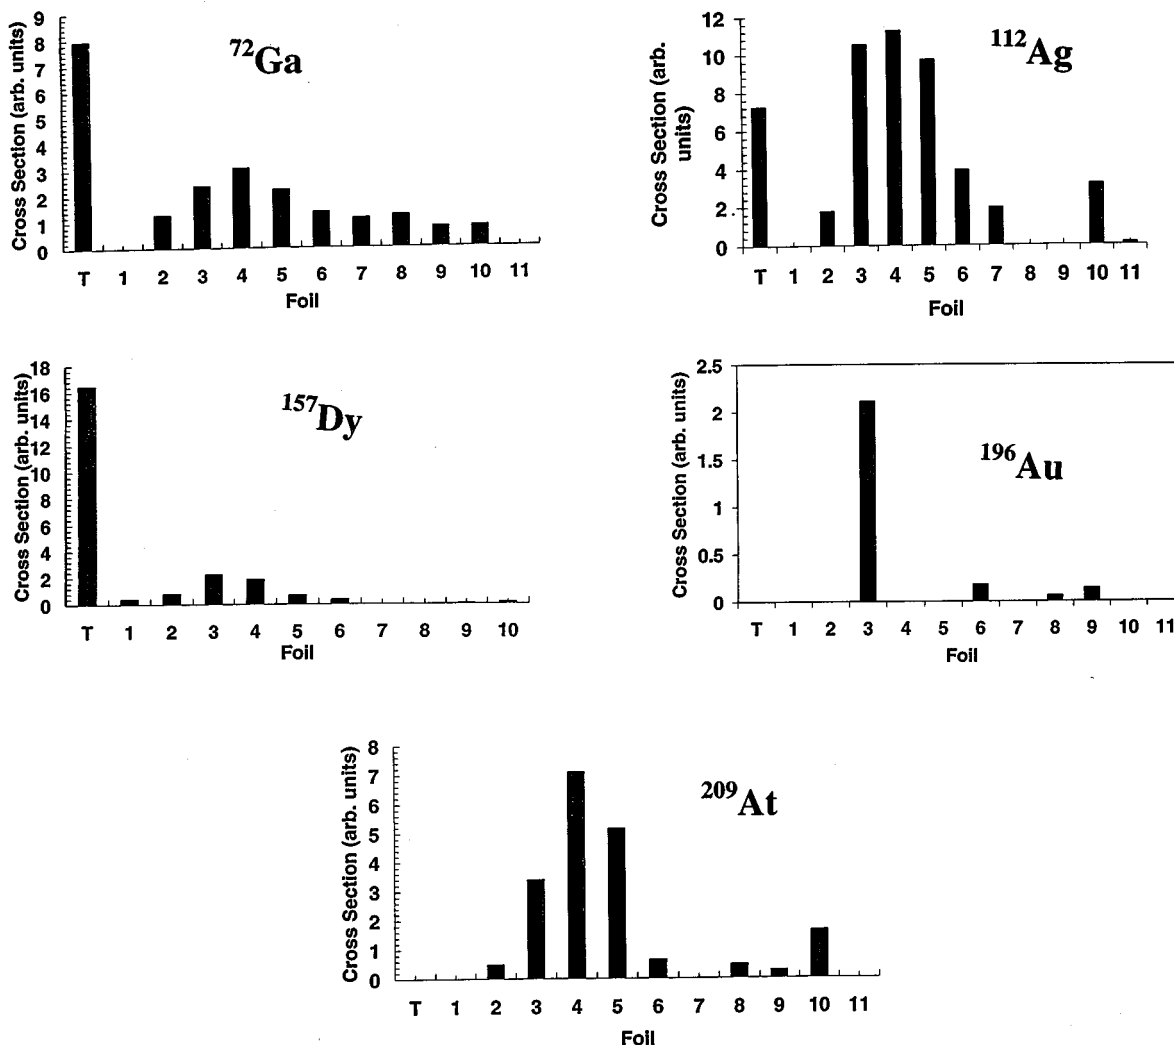 Cross Section (arb. units)
9
8
7
6
5
4
3
2
1
0
72Ga
T 1 2 3 4 5 6 7 8 9 10 11
Foil
Cross Section (arb.
units)
12
10
8
6
4
2
0
112Ag
T 1 2 3 4 5 6 7 8 9 10 11
Foil
Cross Section (arb. units)
18
16
14
12
10
8
6
4
2
0
157Dy
T 1 2 3 4 5 6 7 8 9 10
Foil
Cross Section (arb. units)
2.5
2
1.5
1
0.5
0
196Au
T 1 2 3 4 5 6 7 8 9 10 11
Foil
Cross Section (arb. units)
8
7
6
5
4
3
2
1
0
209At
T 1 2 3 4 5 6 7 8 9 10 11
Foil